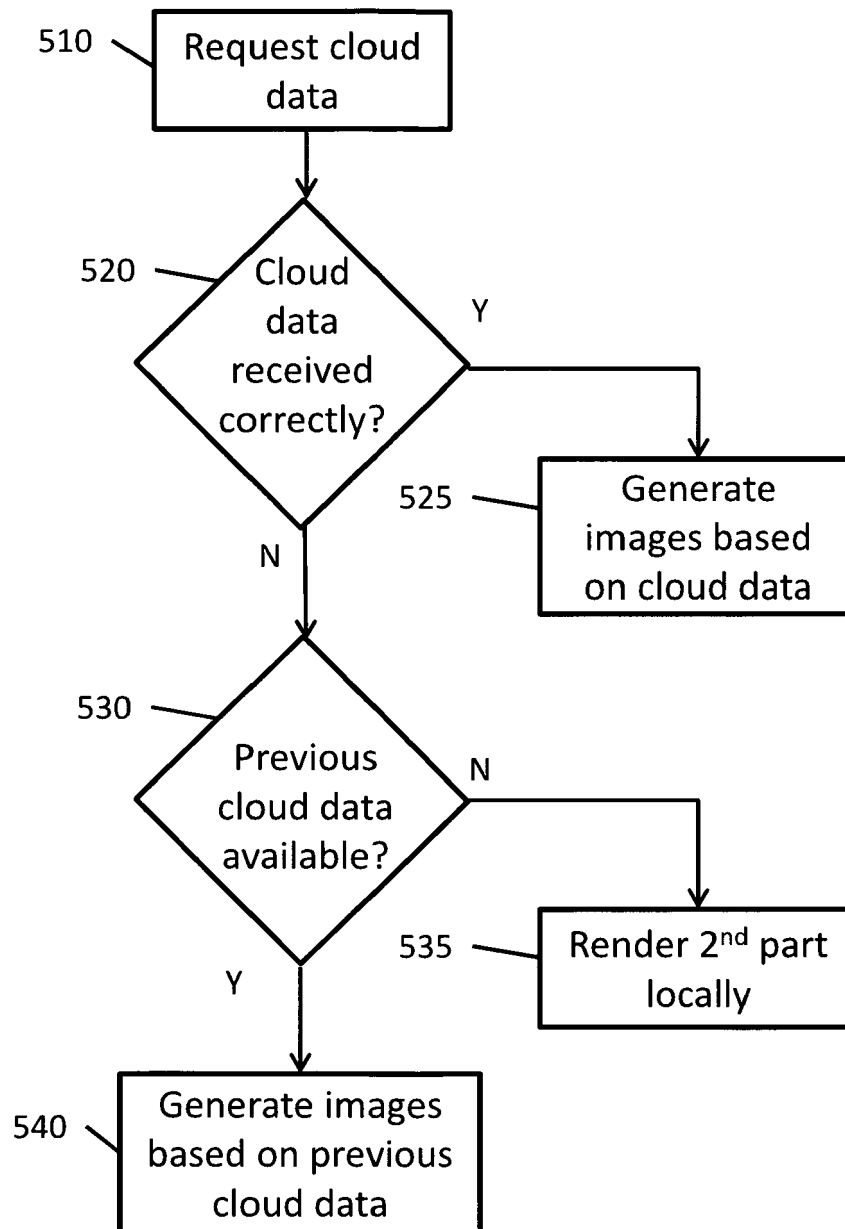 510
Request cloud
data
520
Cloud
data
received
correctly?
Y
525
Generate
images based
on cloud data
N
530
Previous
cloud data
available?
N
535
Render 2nd part
locally
Y
540
Generate images
based on previous
cloud data